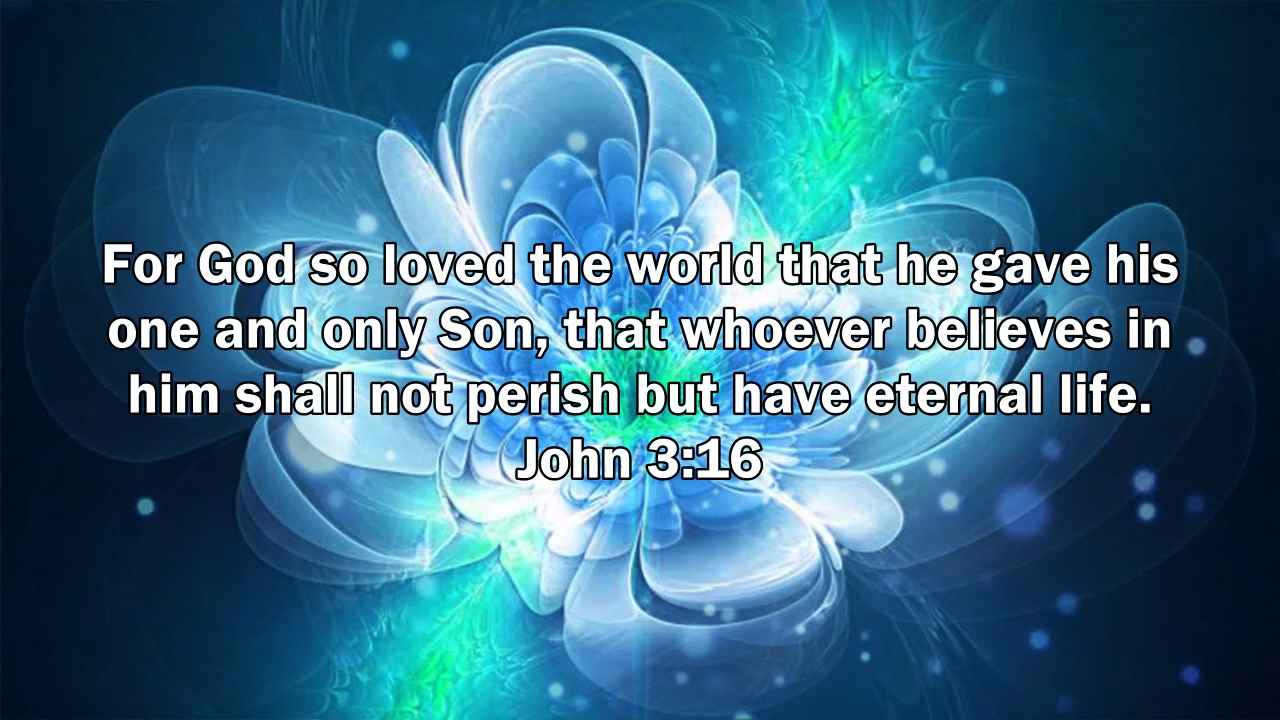 For God so loved the world that he gave his
one and only Son, that whoever believes in
him shall not perish but have eternal life.
John 3:16